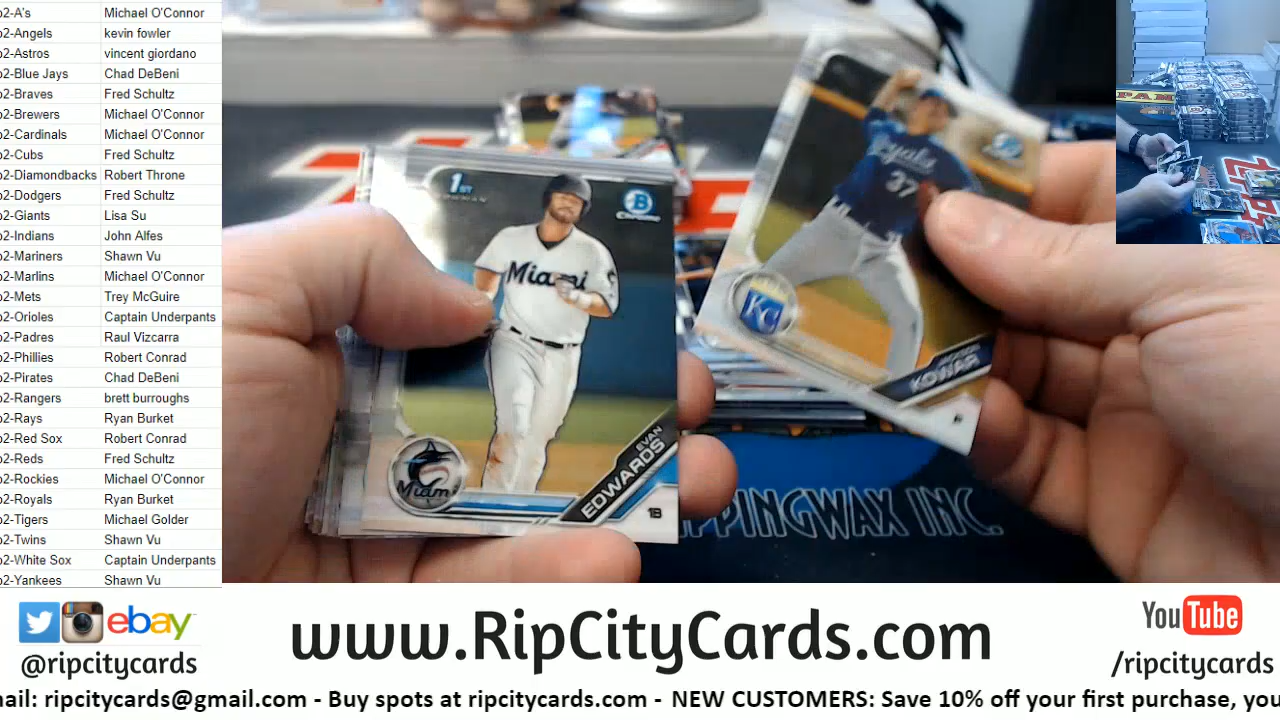 o2-A's Michael O'Connor
o2-Angels kevin fowler
o2-Astros vincent giordano
o2-Blue Jays Chad DeBeni
o2-Braves Fred Schultz
o2-Brewers Michael O'Connor
o2-Cardinals Michael O'Connor
o2-Cubs Fred Schultz
o2-Diamondbacks Robert Throne
o2-Dodgers Fred Schultz
o2-Giants Lisa Su
o2-Indians John Alfes
o2-Mariners Shawn Vu
o2-Marlins Michael O'Connor
o2-Mets Trey McGuire
o2-Orioles Captain Underpants
o2-Padres Raul Vizcarra
o2-Phillies Robert Conrad
o2-Pirates Chad DeBeni
o2-Rangers brett burroughs
o2-Rays Ryan Burket
o2-Red Sox Robert Conrad
o2-Reds Fred Schultz
o2-Rockies Michael O'Connor
o2-Royals Ryan Burket
o2-Tigers Michael Golder
o2-Twins Shawn Vu
o2-White Sox Captain Underpants
o2-Yankees Shawn Vu
1ST
BOWMAN
B
Chrome
Miami
Miami
EVAN
EDWARDS
1B
Royals
37
KC
JACKSON
KOWAR
P
PPINGWAX INC.
PAN
ebay
@ripcitycards
www.RipCityCards.com
YouTube
/ripcitycards
nail: ripcitycards@gmail.com - Buy spots at ripcitycards.com - NEW CUSTOMERS: Save 10% off your first purchase, you